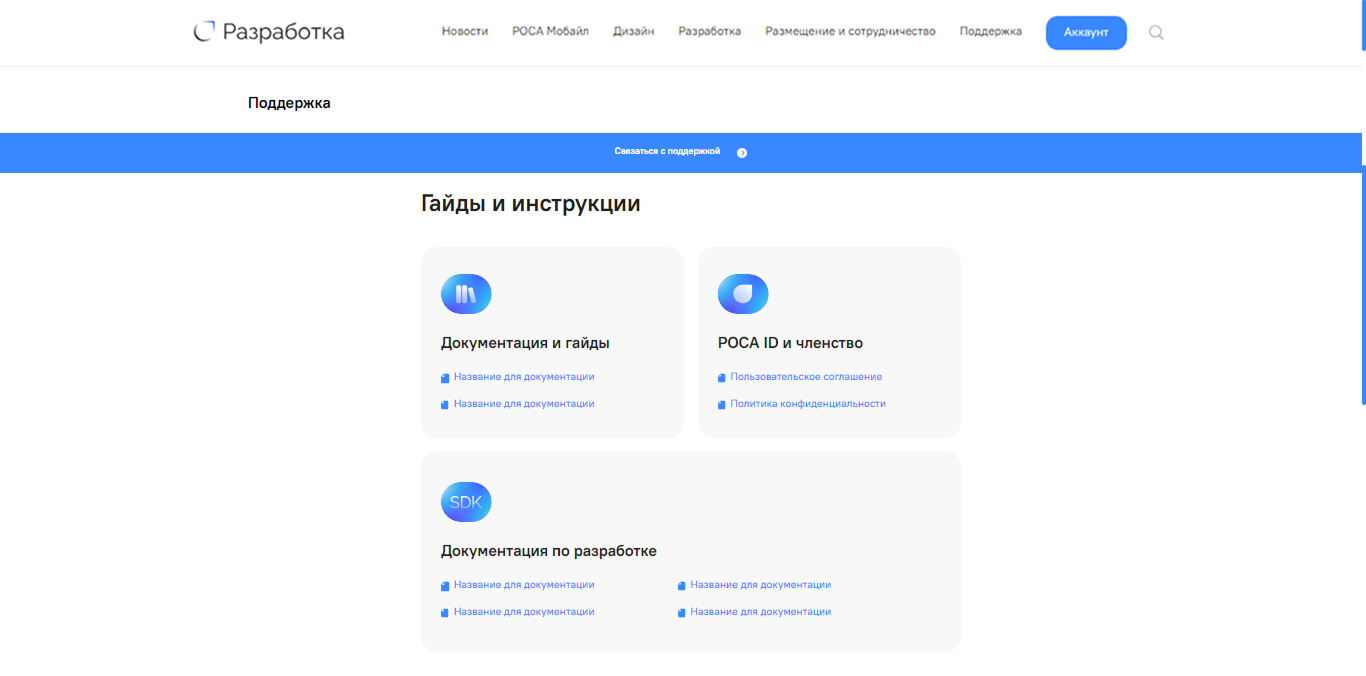 Разработка
Новости РОСА Мобайл Дизайн Разработка Размещение и сотрудничество Поддержка Аккаунт
Поддержка
Связаться с поддержкой
Гайды и инструкции
Документация и гайды
Название для документации
Название для документации
РОСА ID и членство
Пользовательское соглашение
Политика конфиденциальности
SDK
Документация по разработке
Название для документации Название для документации
Название для документации Название для документации